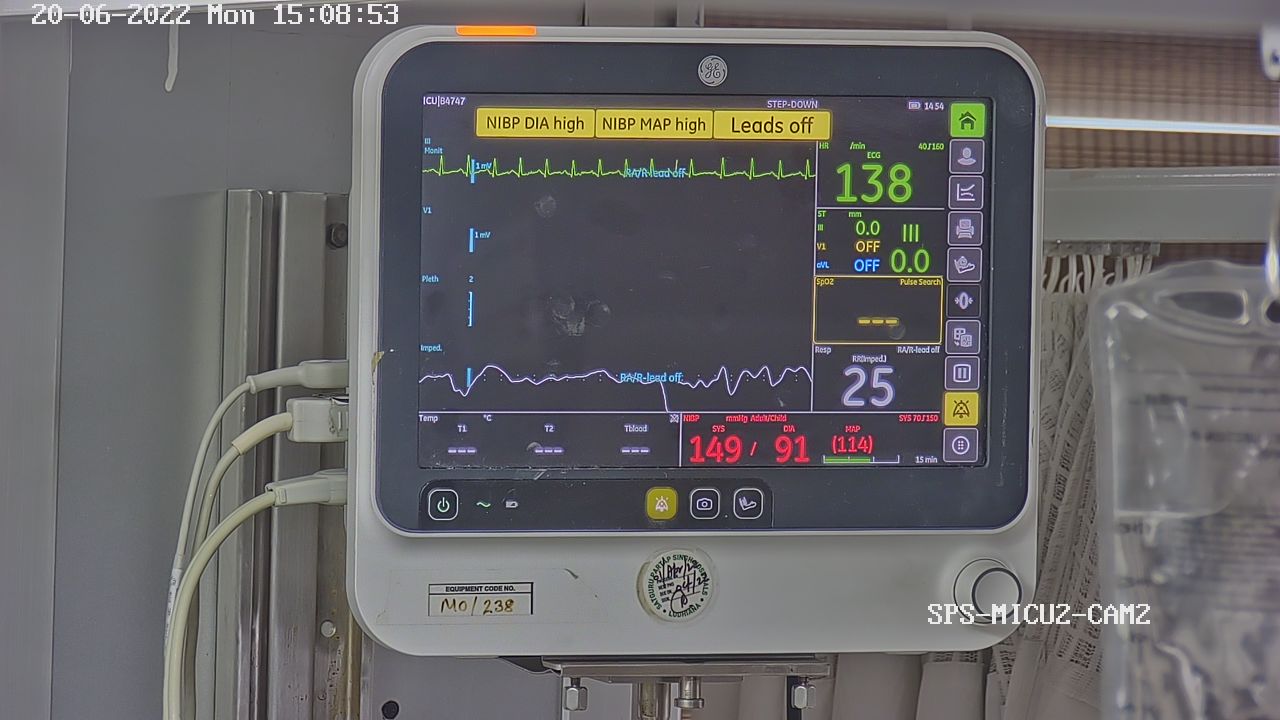 20-06-2022 Mon 15:08:53
GE
ICU|B4747
STEP-DOWN
14:54
NIBP DIA high
NIBP MAP high
Leads off
III
Monit
1 mV
RA/R-lead off
HR
/min
ECG
40/160
138
V1
1 mV
ST
mm
III
0.0
V1
OFF
aVL
OFF
III
0.0
Pleth
2
SpO2
Pulse Search
---
Imped.
RA/R-lead off
Resp
RA/R-lead off
RR(Imped.)
25
Temp
°C
T1
T2
Tblood
---
---
---
NIBP
mmHg Adult/Child
SYS 70/150
SYS
DIA
MAP
149 / 91
(114)
15 min
EQUIPMENT CODE NO.
MO/238
LUDHIANA
SPS-MICU2-CAM2